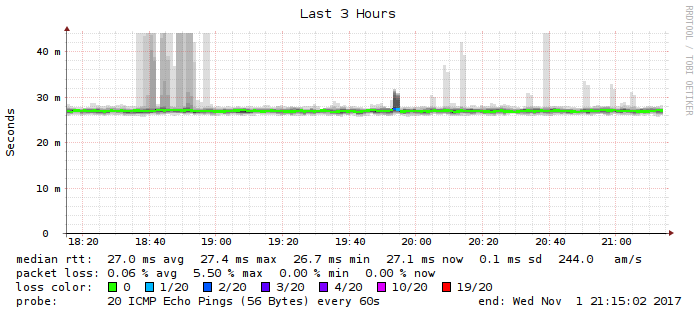 Last 3 Hours
RRDTOOL / TOBI OETIKER
Seconds
40 m
30 m
20 m
10 m
0
18:20 18:40 19:00 19:20 19:40 20:00 20:20 20:40 21:00
median rtt: 27.0 ms avg 27.4 ms max 26.7 ms min 27.1 ms now 0.1 ms sd 244.0 am/s
packet loss: 0.06 % avg 5.50 % max 0.00 % min 0.00 % now
loss color: 0 1/20 2/20 3/20 4/20 10/20 19/20
probe: 20 ICMP Echo Pings (56 Bytes) every 60s end: Wed Nov 1 21:15:02 2017